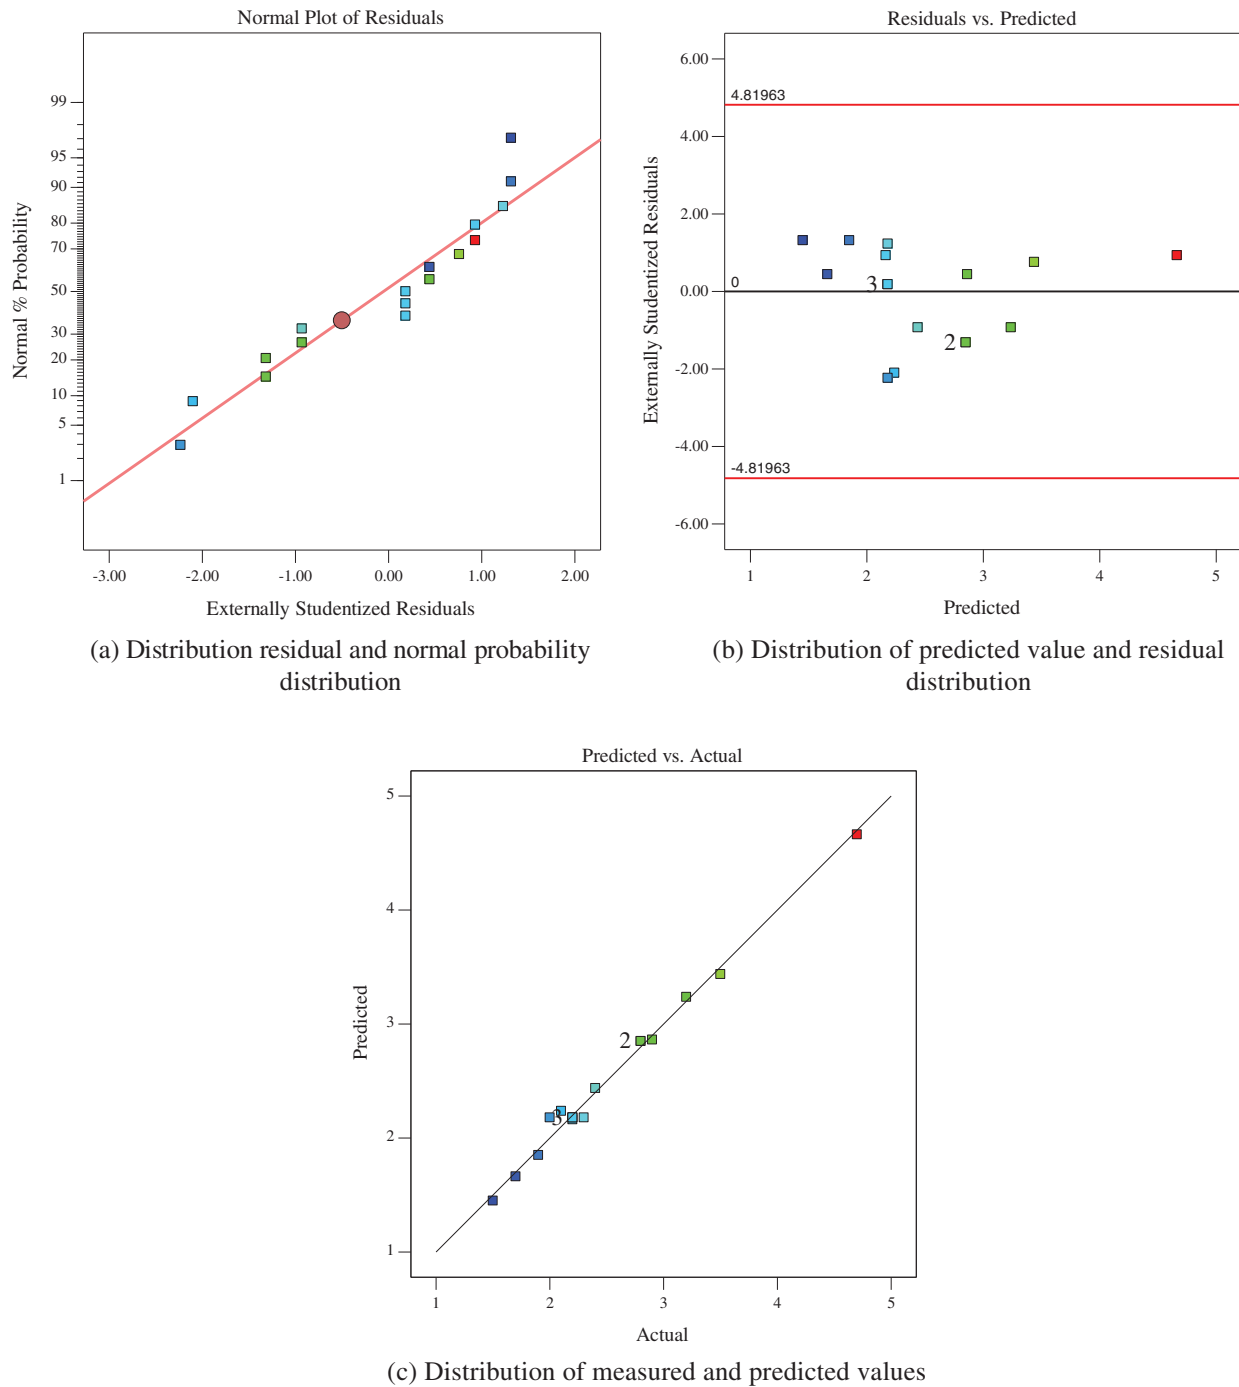 Normal Plot of Residuals
99
95
90
80
70
50
30
20
10
5
1
Normal % Probability
-3.00 -2.00 -1.00 0.00 1.00 2.00
Externally Studentized Residuals
(a) Distribution residual and normal probability
distribution
Residuals vs. Predicted
6.00
4.81963
4.00
2.00
0
0.00
3
2
-2.00
-4.00
-4.81963
-6.00
Externally Studentized Residuals
1 2 3 4 5
Predicted
(b) Distribution of predicted value and residual
distribution
Predicted vs. Actual
5
4
3
2
3
2
1
Predicted
1 2 3 4 5
Actual
(c) Distribution of measured and predicted values